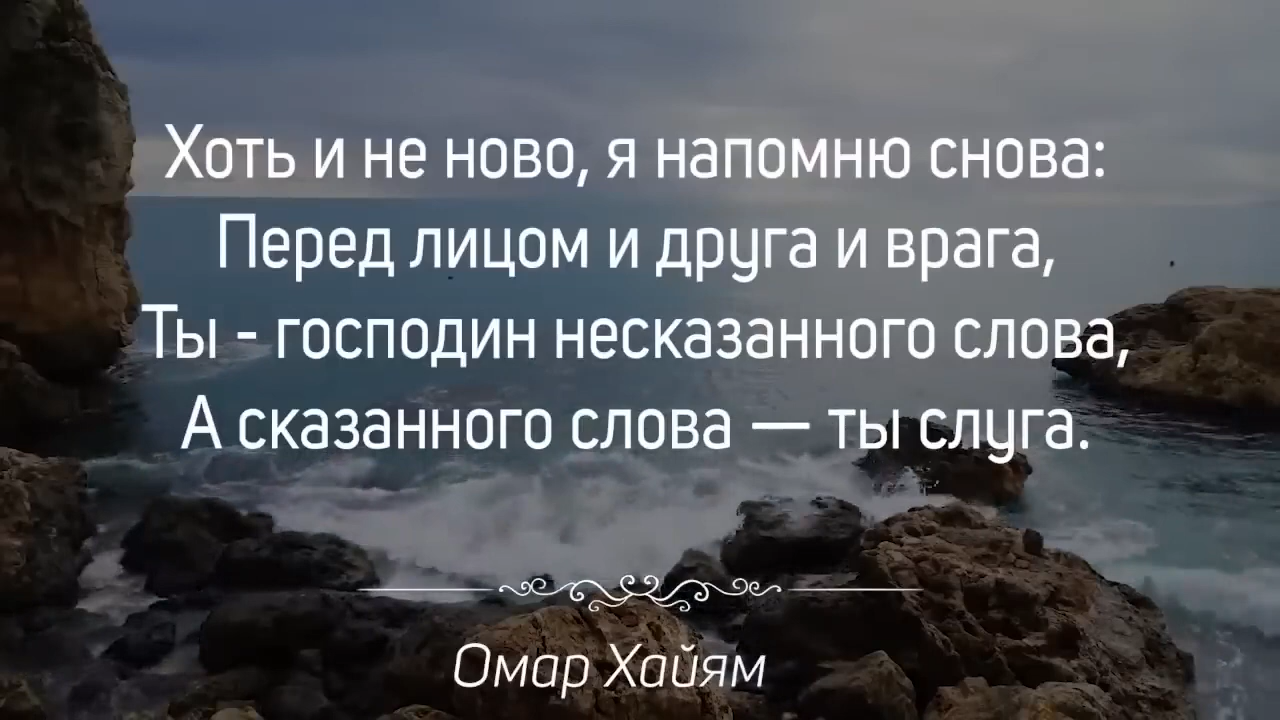 Хоть и не ново, я напомню снова:
Перед лицом и друга и врага,
Ты - господин несказанного слова,
А сказанного слова — ты слуга.
Омар Хайям